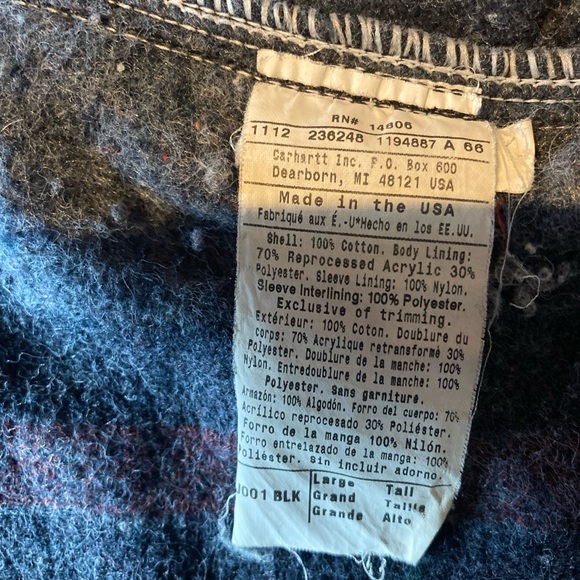 RN# 14806
1112 236248 1194887 A 66
Carhartt Inc. P.O. Box 600
Dearborn, MI 48121 USA
Made in the USA
Fabriqué aux É.-U*Hecho en los EE.UU.
Shell: 100% Cotton. Body Lining:
70% Reprocessed Acrylic 30%
Polyester. Sleeve Lining: 100% Nylon.
Sleeve Interlining: 100% Polyester.
Exclusive of trimming.
Extérieur: 100% Coton. Doublure du
corps: 70% Acrylique retransformé 30%
Polyester. Doublure de la manche: 100%
Nylon. Entredoublure de la manche: 100%
Polyester. Sans garniture.
Armazón: 100% Algodón. Forro del cuerpo: 70%
Acrílico reprocesado 30% Poliéster.
Forro de la manga 100% Nilón.
Forro entrelazado de la manga: 100%
Poliéster. Sin incluir adorno.
J001 BLK
Large Tall
Grand Taille
Grande Alto